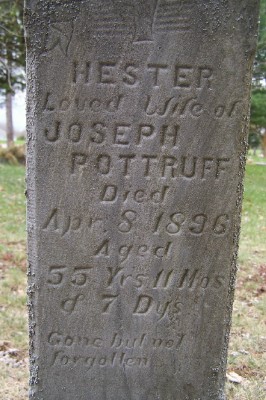 HESTER
Loved Wife of
JOSEPH
POTTRUFF
Died
Apr. 8 1896
Aged
55 Yrs. 11 Mos
& 7 Dys
Gone but not
forgotten